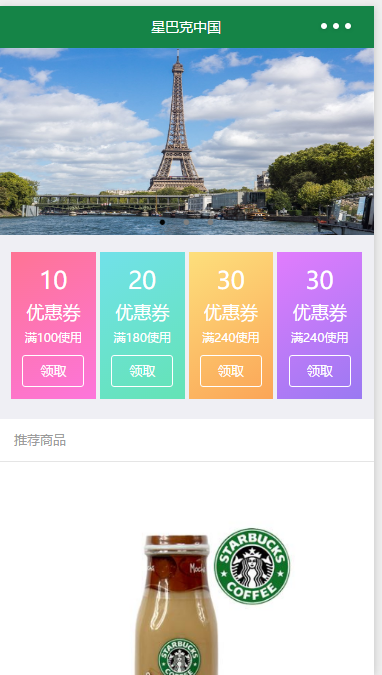 星巴克中国
10
20
30
30
优惠券
优惠券
优惠券
优惠券
满100使用
满180使用
满240使用
满240使用
领取
领取
领取
领取
推荐商品
STARBUCKS
COFFEE
Mocha
STARBUCKS